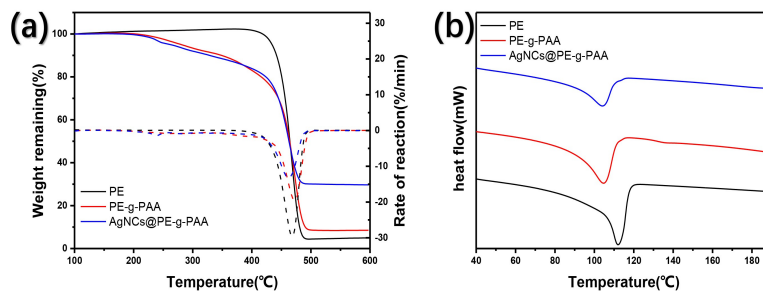 (a)
Weight remaining(%)
100
80
60
40
20
0
PE
PE-g-PAA
AgNCs@PE-g-PAA
100
200
300
400
500
600
Temperature(℃)
30
20
10
0
-10
-20
-30
Rate of reaction(%/min)
(b)
heat flow(mW)
PE
PE-g-PAA
AgNCs@PE-g-PAA
40
60
80
100
120
140
160
180
Temperature(℃)